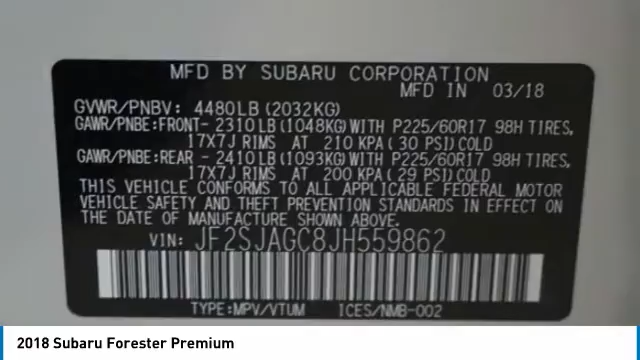 MFD BY SUBARU CORPORATION
MFD IN 03/18
GVWR/PNBV: 4480LB (2032KG)
GAWR/PNBE:FRONT- 2310LB (1048KG) WITH P225/60R17 98H TIRES,
17X7J RIMS AT 210 KPA ( 30 PSI) COLD
GAWR/PNBE:REAR - 2410LB (1093KG) WITH P225/60R17 98H TIRES,
17X7J RIMS AT 200 KPA ( 29 PSI) COLD
THIS VEHICLE CONFORMS TO ALL APPLICABLE FEDERAL MOTOR
VEHICLE SAFETY AND THEFT PREVENTION STANDARDS IN EFFECT ON
THE DATE OF MANUFACTURE SHOWN ABOVE.
VIN: JF2SJAGC8JH559862
TYPE:MPV/VTUM ICES/NMB-002
2018 Subaru Forester Premium